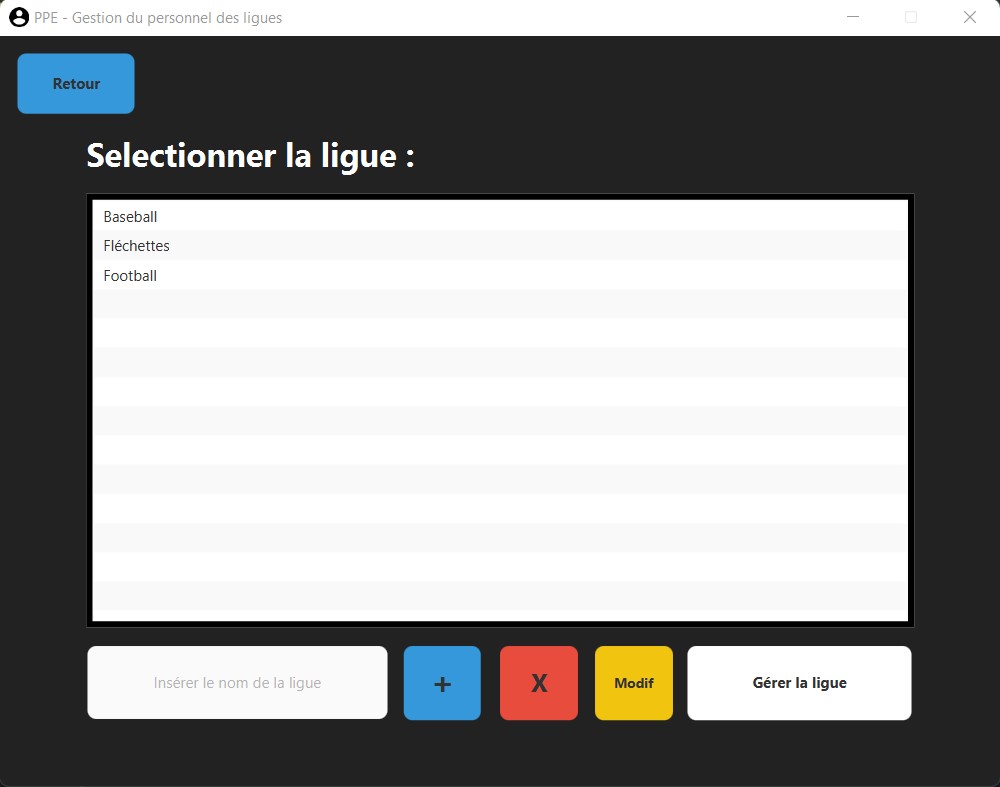 PPE - Gestion du personnel des ligues
Retour
Selectionner la ligue :
Baseball
Fléchettes
Football
Insérer le nom de la ligue
+
X
Modif
Gérer la ligue